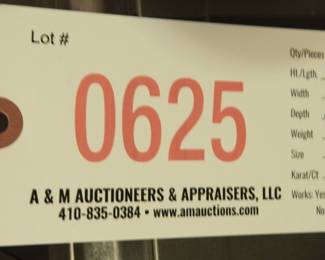 Lot #
0625
A & M AUCTIONEERS & APPRAISERS, LLC
410-835-0384 • www.amauctions.com
Qty/Pieces
Ht./Lgth.
Width
Depth
Weight
Size
Karat/Ct
Works: Yes
No